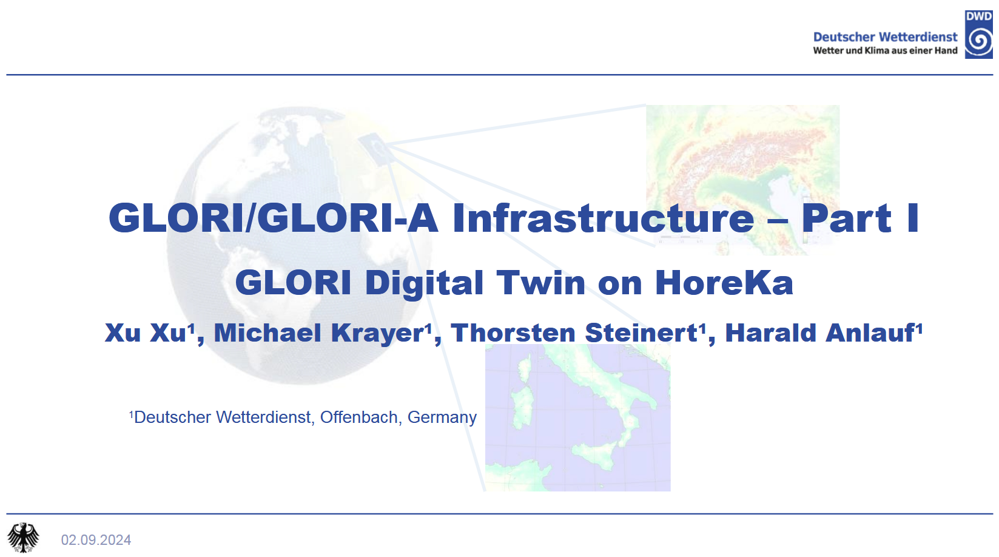 DWD
Deutscher Wetterdienst
Wetter und Klima aus einer Hand
GLORI/GLORI-A Infrastructure – Part I
GLORI Digital Twin on HoreKa
Xu Xu¹, Michael Krayer¹, Thorsten Steinert¹, Harald Anlauf¹
¹Deutscher Wetterdienst, Offenbach, Germany
02.09.2024